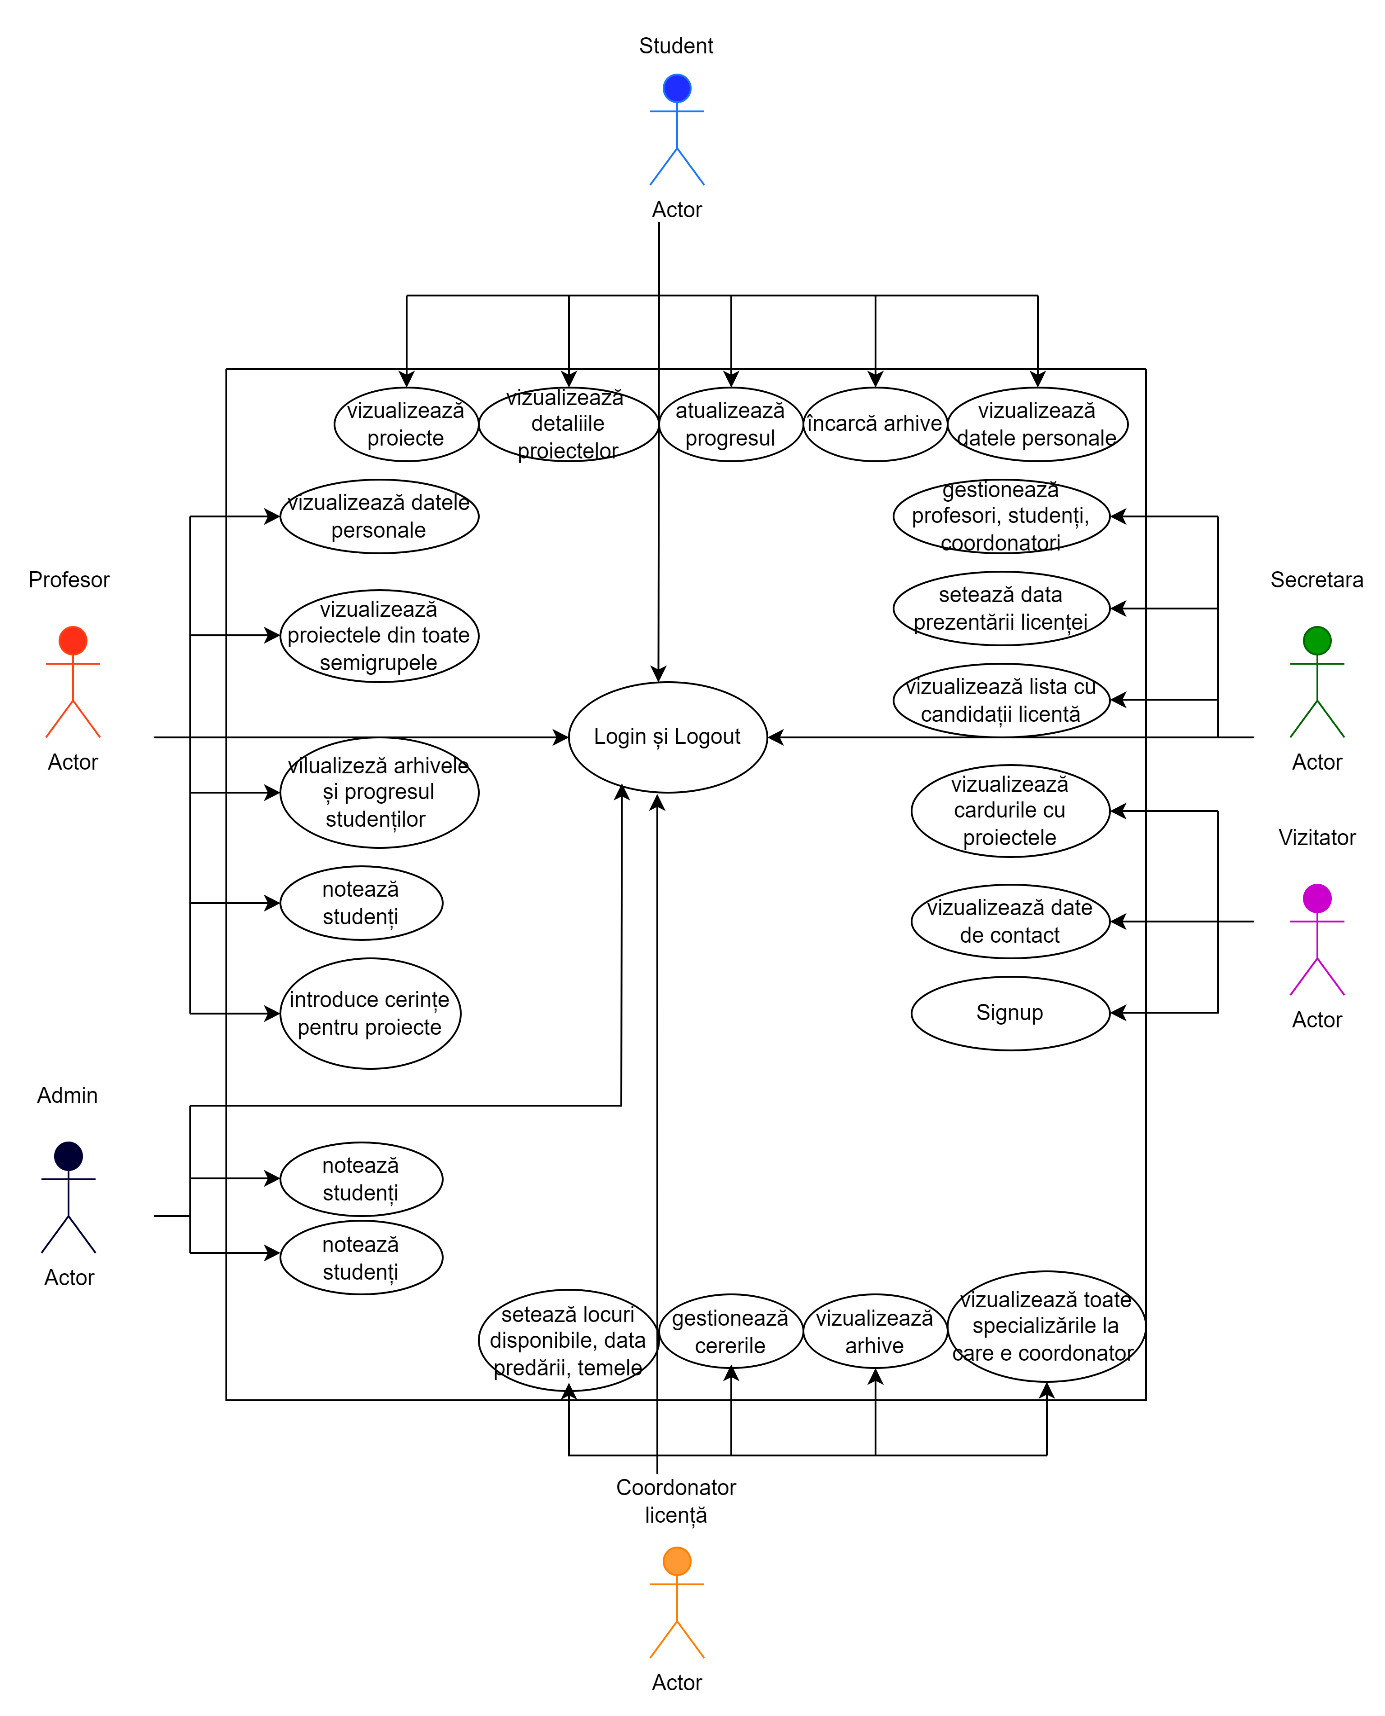 Student
Actor
vizualizează
proiecte
vizualizează
detaliile
proiectelor
atualizează
progresul
încarcă arhive
vizualizează
datele personale
vizualizează datele
personale
gestionează
profesori, studenți,
coordonatori
Profesor
Actor
vizualizează
proiectele din toate
semigrupele
setează data
prezentării licenței
Secretara
Actor
vizualizează lista cu
candidații licentă
Login și Logout
vilualizeză arhivele
și progresul
studenților
vizualizează
cardurile cu
proiectele
Vizitator
Actor
notează
studenți
vizualizează date
de contact
introduce cerințe
pentru proiecte
Signup
Admin
Actor
notează
studenți
notează
studenți
setează locuri
disponibile, data
predării, temele
gestionează
cererile
vizualizează
arhive
vizualizează toate
specializările la
care e coordonator
Coordonator
licență
Actor